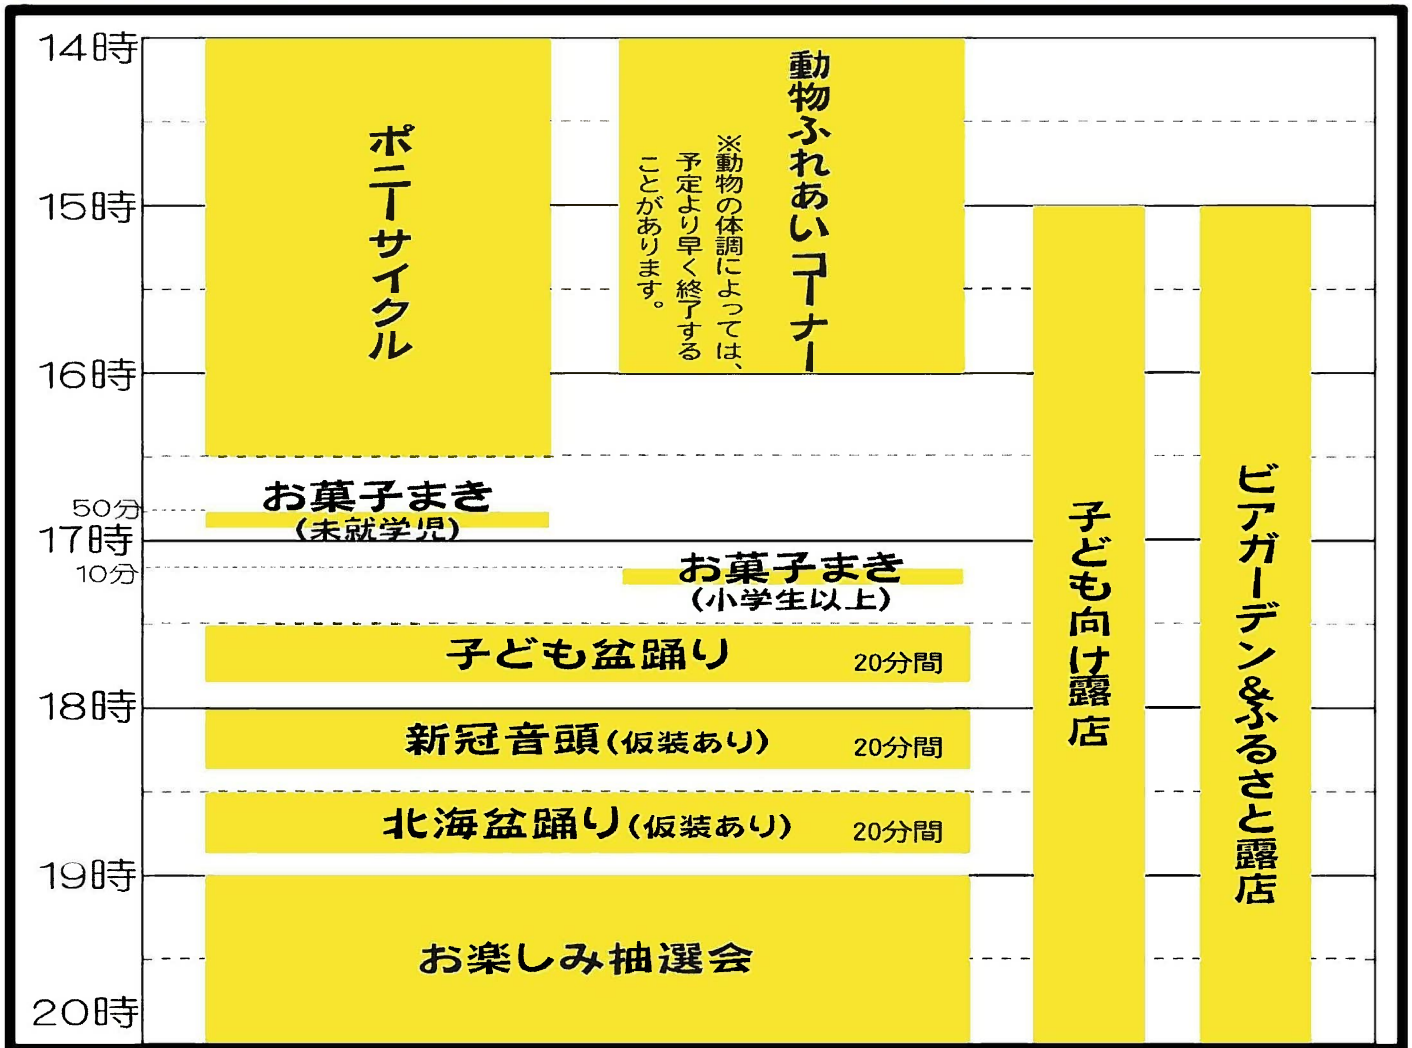 14時
15時
16時
50分
17時
10分
18時
19時
20時
ポニーサイクル
動物ふれあいコーナー
※動物の体調によっては、
予定より早く終了する
ことがあります。
お菓子まき
(未就学児)
お菓子まき
(小学生以上)
子ども盆踊り 20分間
新冠音頭(仮装あり) 20分間
北海盆踊り(仮装あり) 20分間
お楽しみ抽選会
子ども向け露店
ビアガーデン&ふるさと露店